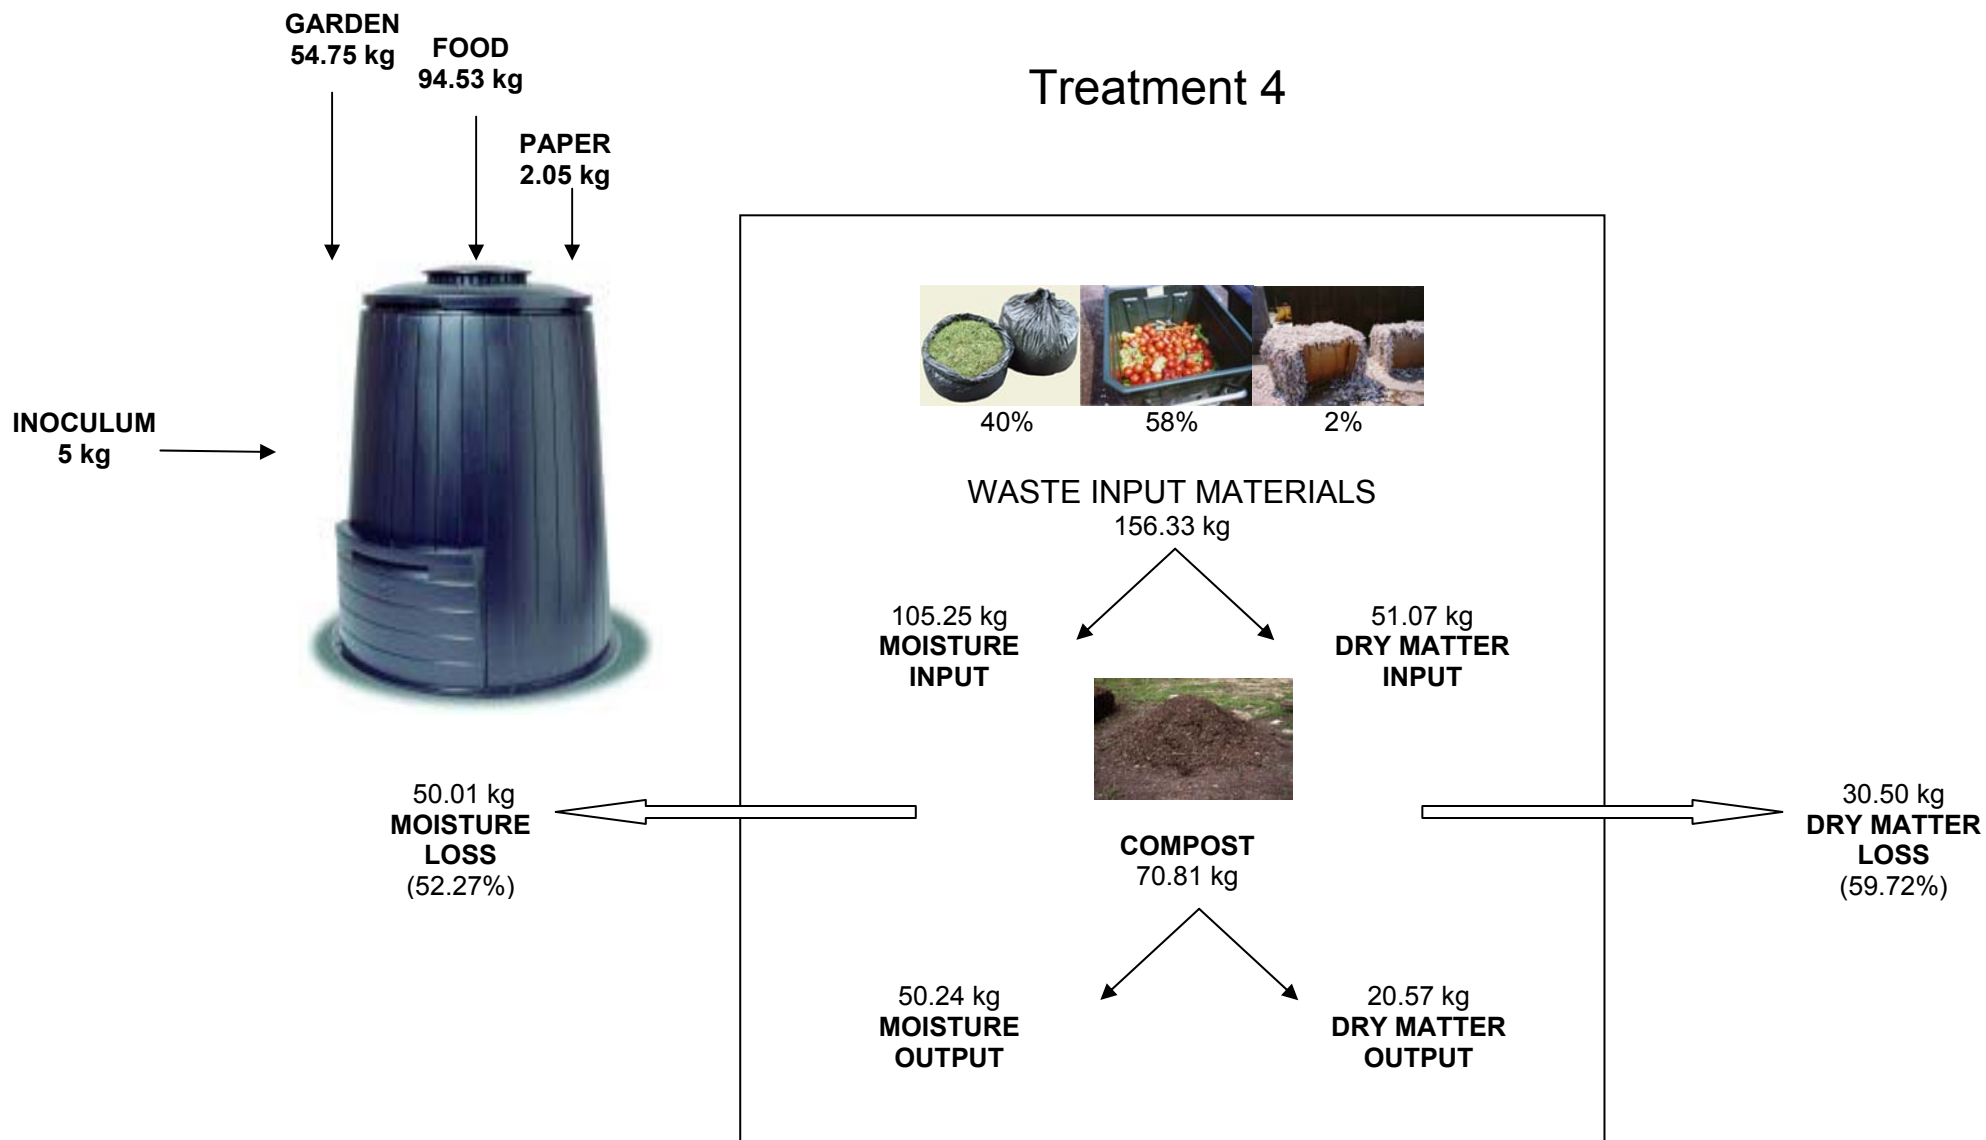 GARDEN
54.75 kg
FOOD
94.53 kg
Treatment 4
PAPER
2.05 kg
INOCULUM
5 kg
40%
58%
2%
WASTE INPUT MATERIALS
156.33 kg
105.25 kg
MOISTURE
INPUT
51.07 kg
DRY MATTER
INPUT
50.01 kg
MOISTURE
LOSS
(52.27%)
COMPOST
70.81 kg
30.50 kg
DRY MATTER
LOSS
(59.72%)
50.24 kg
MOISTURE
OUTPUT
20.57 kg
DRY MATTER
OUTPUT